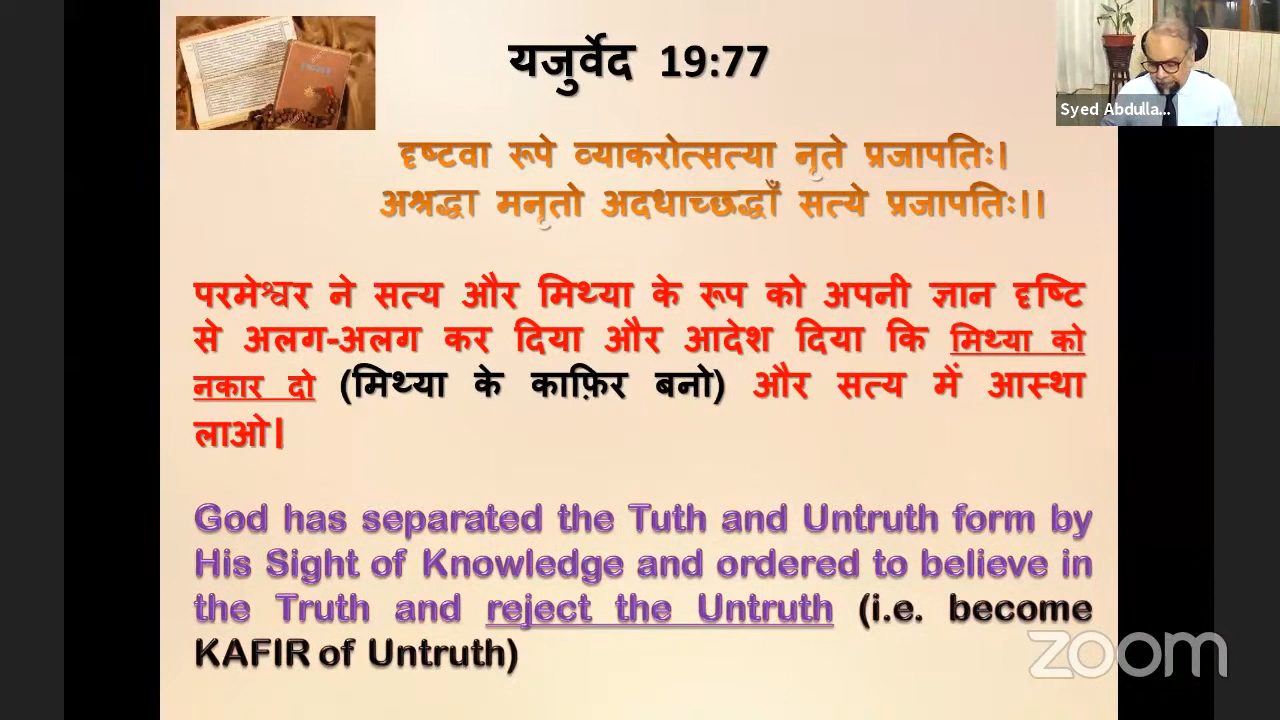 यजुर्वेद 19:77
Syed Abdulla...
दृष्टवा रूपे व्याकरोत्सत्या नृते प्रजापतिः।
अश्रद्धा मनृतो अदधाच्छद्धाँ सत्ये प्रजापतिः।।
परमेश्वर ने सत्य और मिथ्या के रूप को अपनी ज्ञान दृष्टि
से अलग-अलग कर दिया और आदेश दिया कि मिथ्या को
नकार दो (मिथ्या के काफ़िर बनो) और सत्य में आस्था
लाओ।
God has separated the Tuth and Untruth form by
His Sight of Knowledge and ordered to believe in
the Truth and reject the Untruth (i.e. become
KAFIR of Untruth)
zoom